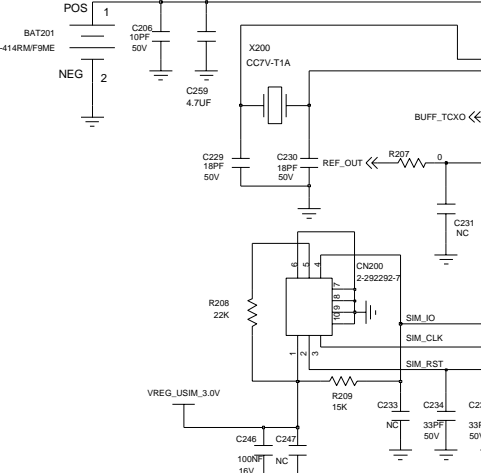 POS 1
BAT201
-414RM/F9ME
NEG 2
C206
10PF
50V
C259
4.7UF
X200
CC7V-T1A
BUFF_TCXO
C229
18PF
50V
C230
18PF
50V
REF_OUT
R207
0
C231
NC
CN200
2-292292-7
6 5 4
7
8
9
10
1 2 3
R208
22K
SIM_IO
SIM_CLK
SIM_RST
R209
15K
VREG_USIM_3.0V
C233
NC
C234
33PF
50V
C246
100NF
16V
C247
NC
33P
50V